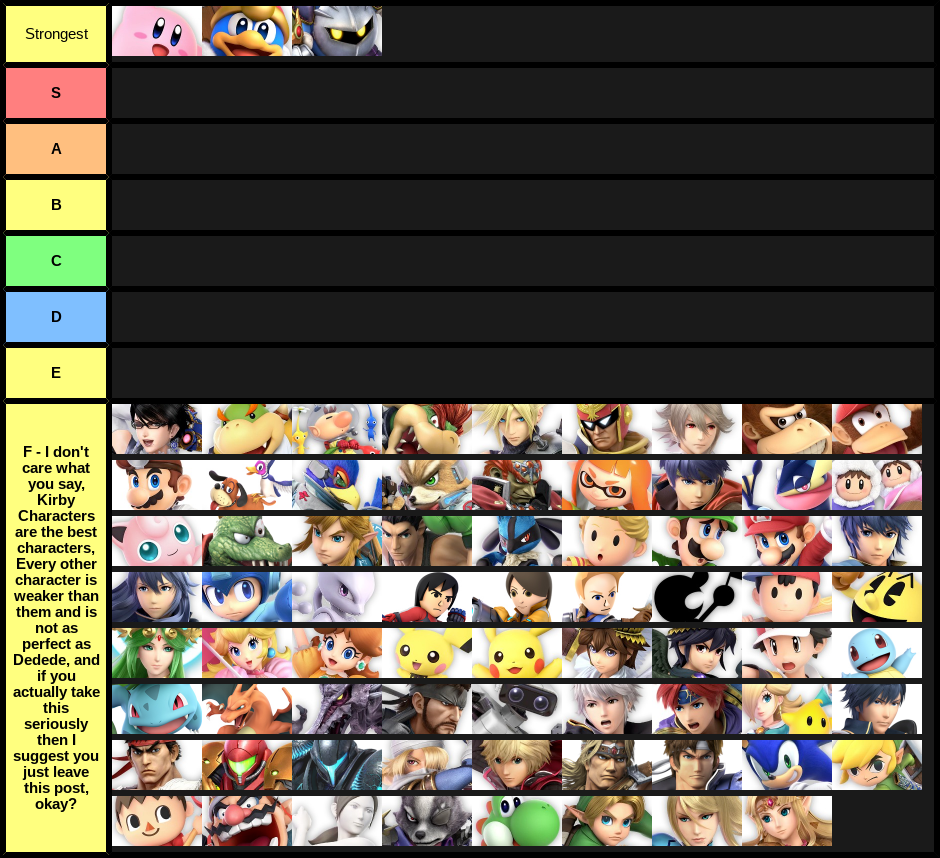 Strongest
S
A
B
C
D
E
F - I don't
care what
you say,
Kirby
Characters
are the best
characters,
Every other
character is
weaker than
them and is
not as
perfect as
Dedede, and
if you
actually take
this
seriously
then I
suggest you
just leave
this post,
okay?